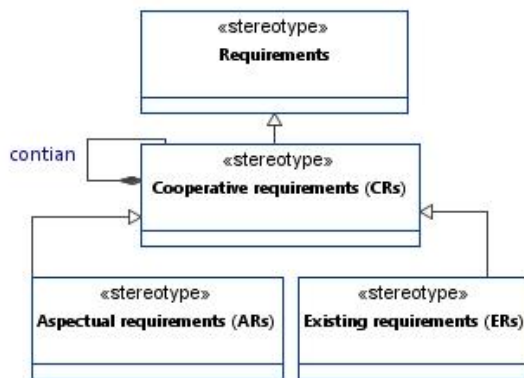 «stereotype»
Requirements
contian
«stereotype»
Cooperative requirements (CRs)
«stereotype»
Aspectual requirements (ARs)
«stereotype»
Existing requirements (ERs)